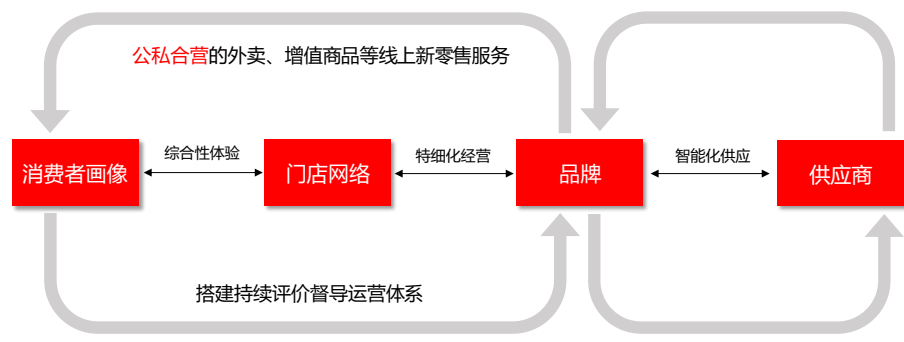 公私合营的外卖、增值商品等线上新零售服务
消费者画像
综合性体验
门店网络
特细化经营
品牌
智能化供应
供应商
搭建持续评价督导运营体系